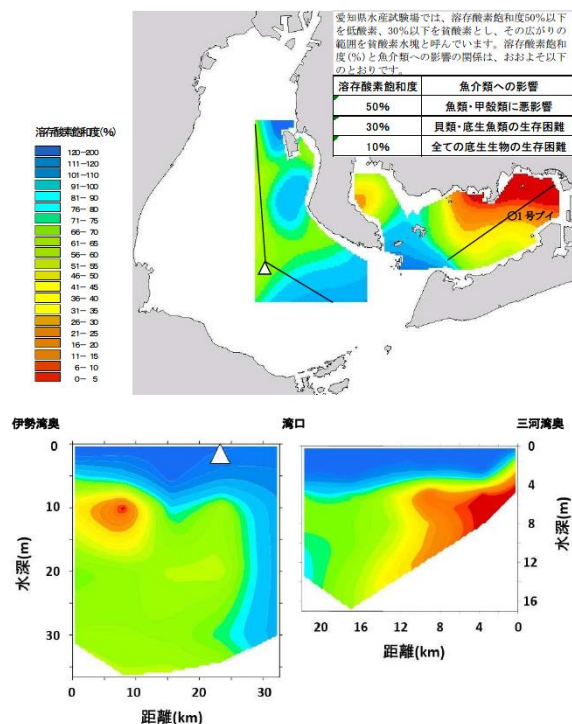 愛知県水産試験場では、溶存酸素飽和度50%以下
を低酸素、30%以下を貧酸素とし、その広がりの
範囲を貧酸素水塊と呼んでいます。溶存酸素飽和
度(%)と魚介類への影響の関係は、おおよそ以下
のとおりです。
溶存酸素飽和度 魚介類への影響
50% 魚類・甲殻類に悪影響
30% 貝類・底生魚類の生存困難
10% 全ての底生生物の生存困難
溶存酸素飽和度(%)
120-200
111-120
101-110
91-100
81-90
76-80
71-75
66-70
61-65
56-60
51-55
46-50
41-45
36-40
31-35
26-30
21-25
16-20
11-15
6-10
0-5
1号ブイ
伊勢湾奥 湾口 三河湾奥
0
10
20
30
水深(m)
0 10 20 30
距離(km)
0
4
8
12
16
水深(m)
20 16 12 8 4 0
距離(km)